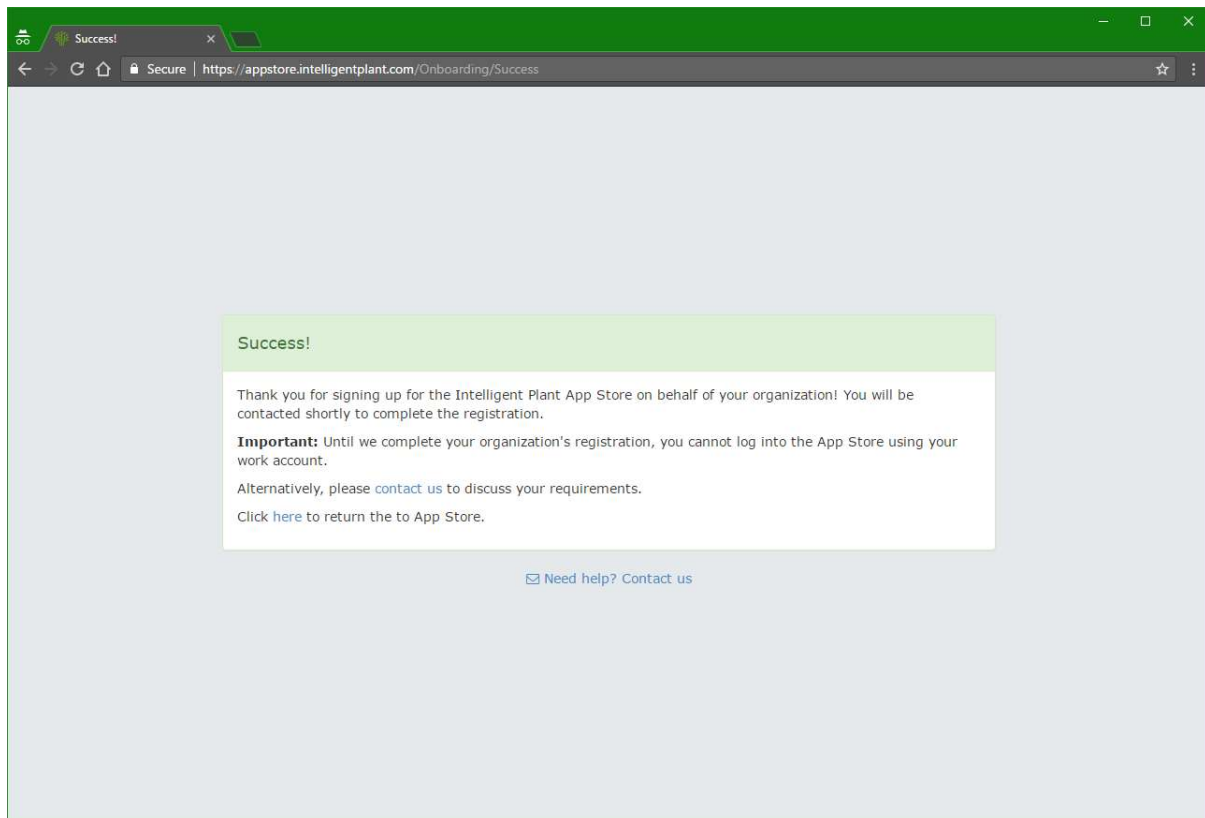 Success!
Secure | https://appstore.intelligentplant.com/Onboarding/Success
Success!
Thank you for signing up for the Intelligent Plant App Store on behalf of your organization! You will be
contacted shortly to complete the registration.
Important: Until we complete your organization's registration, you cannot log into the App Store using your
work account.
Alternatively, please contact us to discuss your requirements.
Click here to return the to App Store.
Need help? Contact us